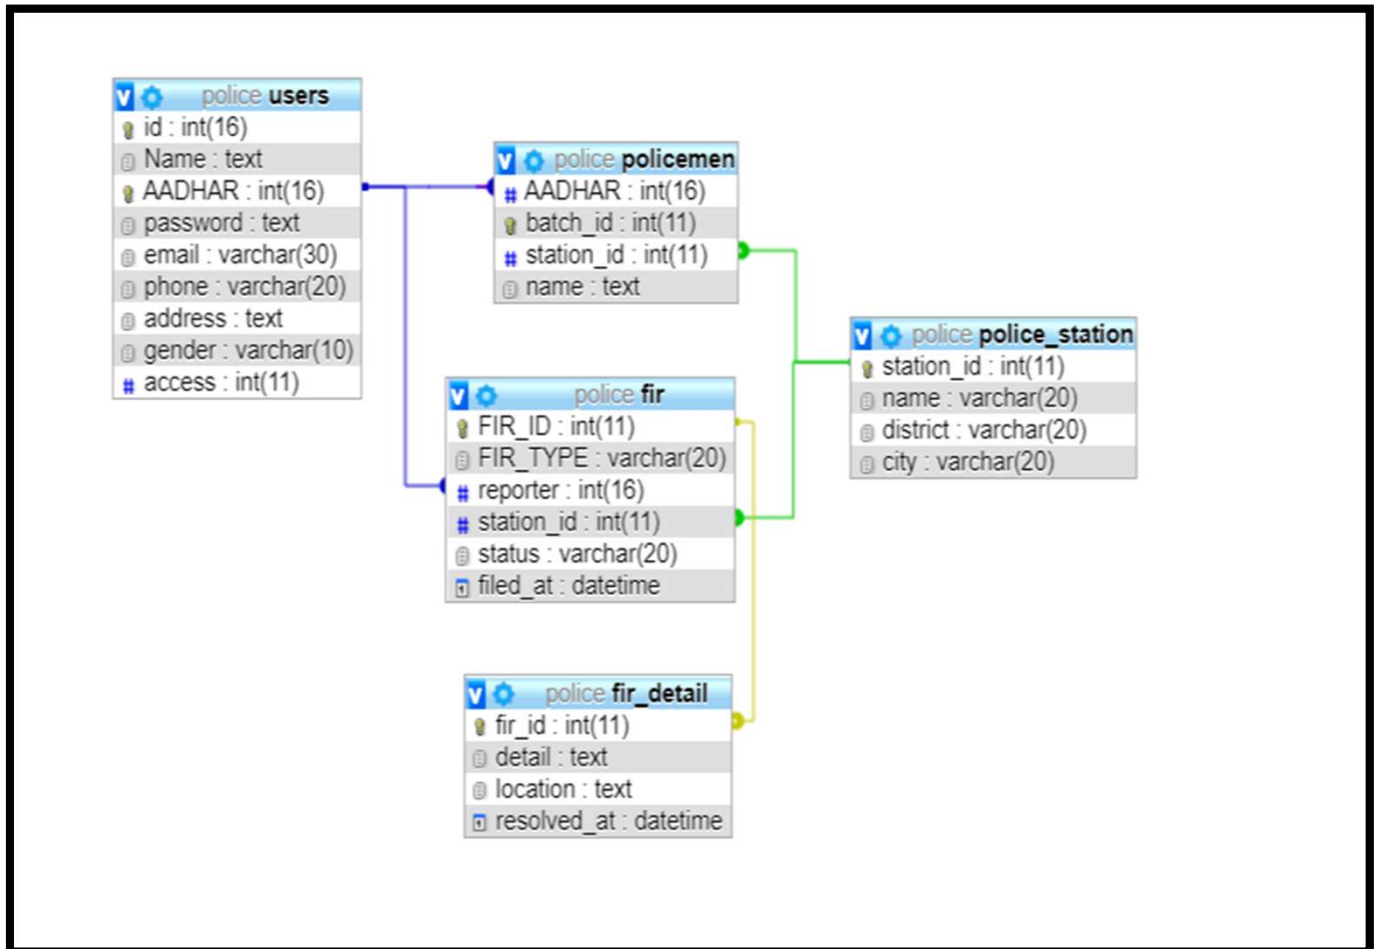 police users
id : int(16)
Name : text
AADHAR : int(16)
password : text
email : varchar(30)
phone : varchar(20)
address : text
gender : varchar(10)
# access : int(11)
police policemen
# AADHAR : int(16)
batch_id : int(11)
# station_id : int(11)
name : text
police fir
FIR_ID : int(11)
FIR_TYPE : varchar(20)
# reporter : int(16)
# station_id : int(11)
status : varchar(20)
filed_at : datetime
police police_station
station_id : int(11)
name : varchar(20)
district : varchar(20)
city : varchar(20)
police fir_detail
fir_id : int(11)
detail : text
location : text
resolved_at : datetime